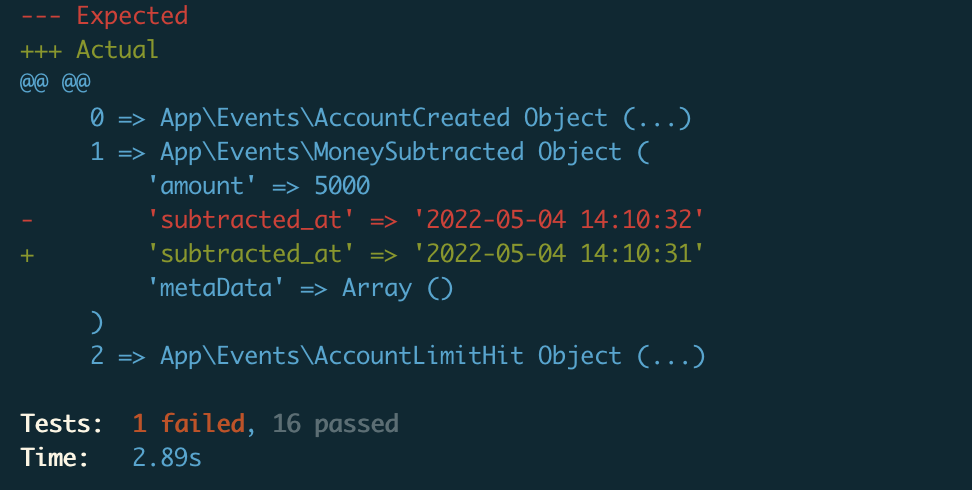 --- Expected
+++ Actual
@@ @@
     0 => App\Events\AccountCreated Object (...)
     1 => App\Events\MoneySubtracted Object (
         'amount' => 5000
-        'subtracted_at' => '2022-05-04 14:10:32'
+        'subtracted_at' => '2022-05-04 14:10:31'
         'metaData' => Array ()
     )
     2 => App\Events\AccountLimitHit Object (...)
Tests:  1 failed, 16 passed
Time:   2.89s